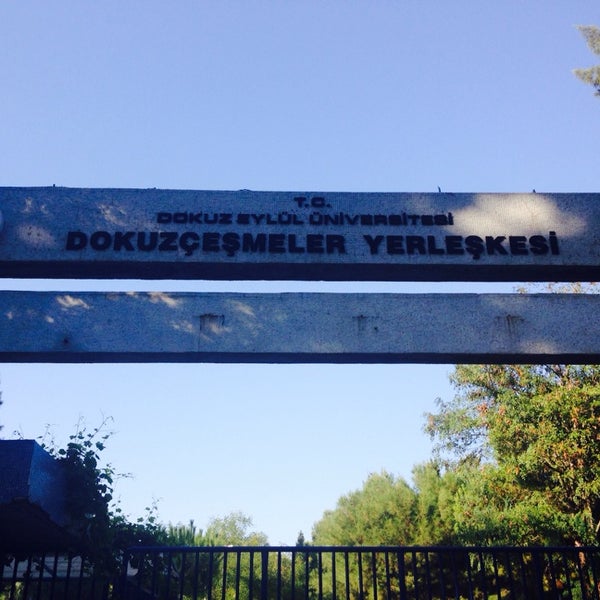 T.C.
DOKUZ EYLÜL ÜNİVERSİTESİ
DOKUZÇEŞMELER YERLEŞKESİ